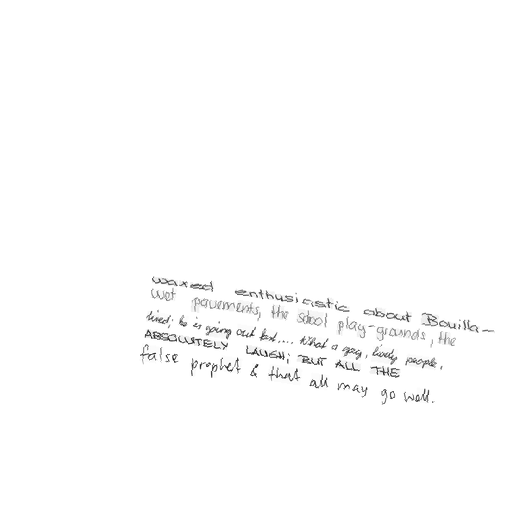 waxed enthusiastic about Bouilla-
wet pavements, the school play-grounds, the
tired; he is going out but.... What a gay, lively people,
ABSOLUTELY LAUGH; BUT ALL THE
false prophet & that all may go well.